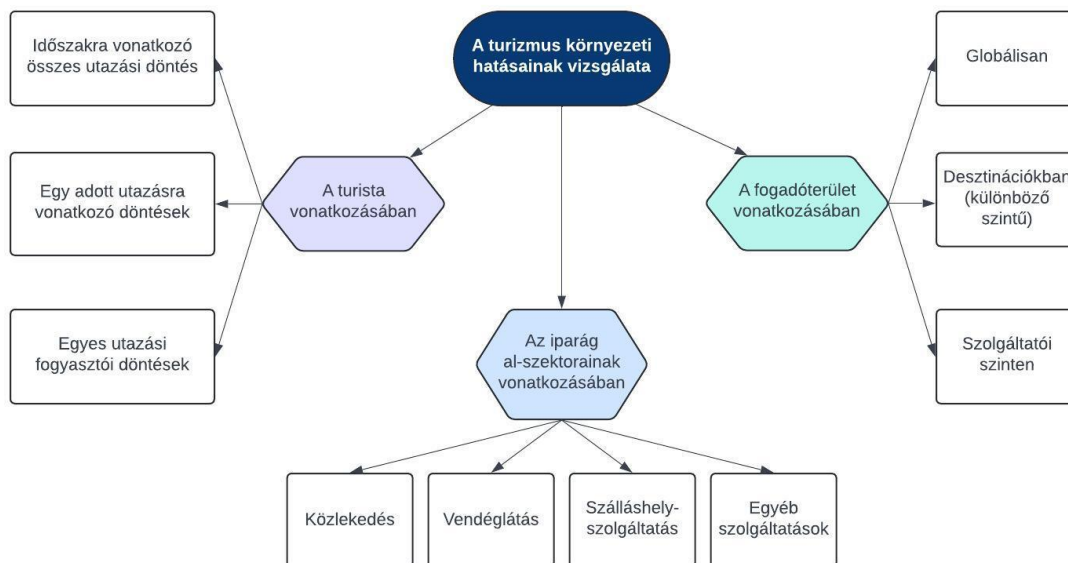 A turizmus környezeti
hatásainak vizsgálata
Időszakra vonatkozó
összes utazási döntés
Egy adott utazásra
vonatkozó döntések
Egyes utazási
fogyasztói döntések
A turista
vonatkozásában
A fogadóterület
vonatkozásában
Globálisan
Desztinációkban
(különböző
szintű)
Szolgáltatói
szinten
Az iparág
al-szektorainak
vonatkozásában
Közlekedés
Vendéglátás
Szálláshely-
szolgáltatás
Egyéb
szolgáltatások